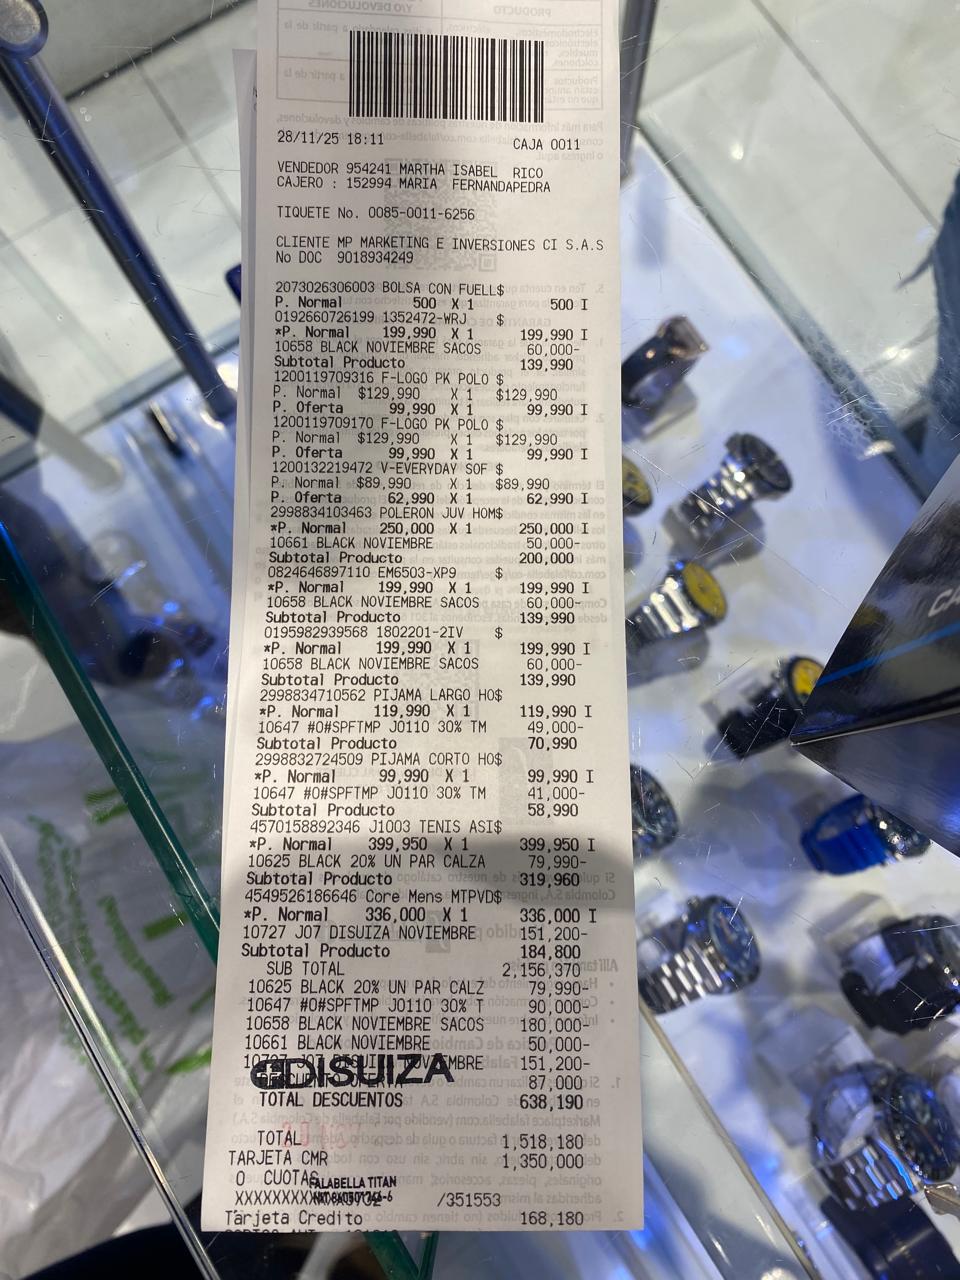 28/11/25 18:11 CAJA 0011
VENDEDOR 954241 MARTHA ISABEL RICO
CAJERO : 152994 MARIA FERNANDAPEDRA
TIQUETE No. 0085-0011-6256
CLIENTE MP MARKETING E INVERSIONES CI S.A.S
No DOC 9018934249
2073026306003 BOLSA CON FUELL$
P. Normal 500 X 1 500 I
0192660726199 1352472-WRJ $
*P. Normal 199,990 X 1 199,990 I
10658 BLACK NOVIEMBRE SACOS 60,000-
Subtotal Producto 139,990
1200119709316 F-LOGO PK POLO $
P. Normal $129,990 X 1 $129,990
P. Oferta 99,990 X 1 99,990 I
1200119709170 F-LOGO PK POLO $
P. Normal $129,990 X 1 $129,990
P. Oferta 99,990 X 1 99,990 I
1200132219472 V-EVERYDAY SOF $
P. Normal $89,990 X 1 $89,990
P. Oferta 62,990 X 1 62,990 I
2998834103463 POLERON JUV HOM$
*P. Normal 250,000 X 1 250,000 I
10661 BLACK NOVIEMBRE 50,000-
Subtotal Producto 200,000
0824646897110 EM6503-XP9 $
*P. Normal 199,990 X 1 199,990 I
10658 BLACK NOVIEMBRE SACOS 60,000-
Subtotal Producto 139,990
0195982939568 1802201-2IV $
*P. Normal 199,990 X 1 199,990 I
10658 BLACK NOVIEMBRE SACOS 60,000-
Subtotal Producto 139,990
2998834710562 PIJAMA LARGO HO$
*P. Normal 119,990 X 1 119,990 I
10647 #0#SPFTMP JO110 30% TM 49,000-
Subtotal Producto 70,990
2998832724509 PIJAMA CORTO HO$
*P. Normal 99,990 X 1 99,990 I
10647 #0#SPFTMP JO110 30% TM 41,000-
Subtotal Producto 58,990
4570158892346 J1003 TENIS ASI$
*P. Normal 399,950 X 1 399,950 I
10625 BLACK 20% UN PAR CALZA 79,990-
Subtotal Producto 319,960
4549526186646 Core Mens MTPVD$
*P. Normal 336,000 X 1 336,000 I
10727 JO7 DISUIZA NOVIEMBRE 151,200-
Subtotal Producto 184,800
SUB TOTAL 2,156,370
10625 BLACK 20% UN PAR CALZ 79,990-
10647 #0#SPFTMP JO110 30% T 90,000-
10658 BLACK NOVIEMBRE SACOS 180,000-
10661 BLACK NOVIEMBRE 50,000-
10727 JO7 DISUIZA NOVIEMBRE 151,200-
DISUIZA
DESCUENTO OFERTA 87,000
TOTAL DESCUENTOS 638,190
TOTAL 1,518,180
TARJETA CMR 1,350,000
0 CUOTAS
FALABELLA TITAN
/351553
Tarjeta Credito 168,180